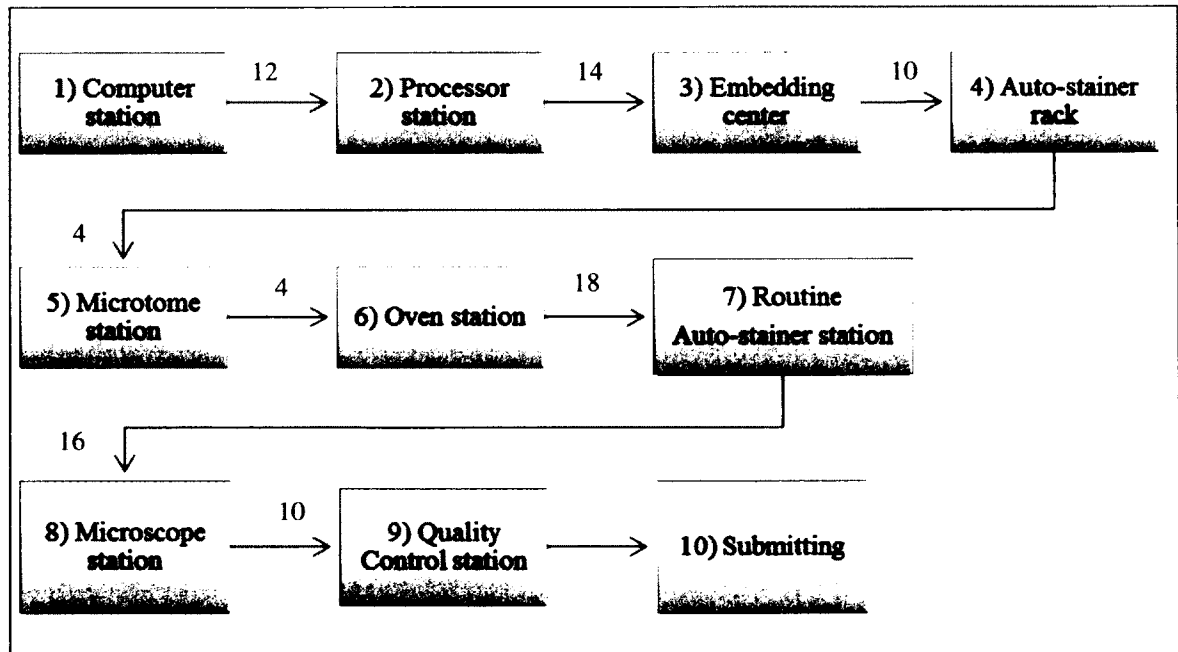 12
14
10
1) Computer
station
2) Processor
station
3) Embedding
center
4) Auto-stainer
rack
4
4
18
5) Microtome
station
6) Oven station
7) Routine
Auto-stainer station
16
10
8) Microscope
station
9) Quality
Control station
10) Submitting